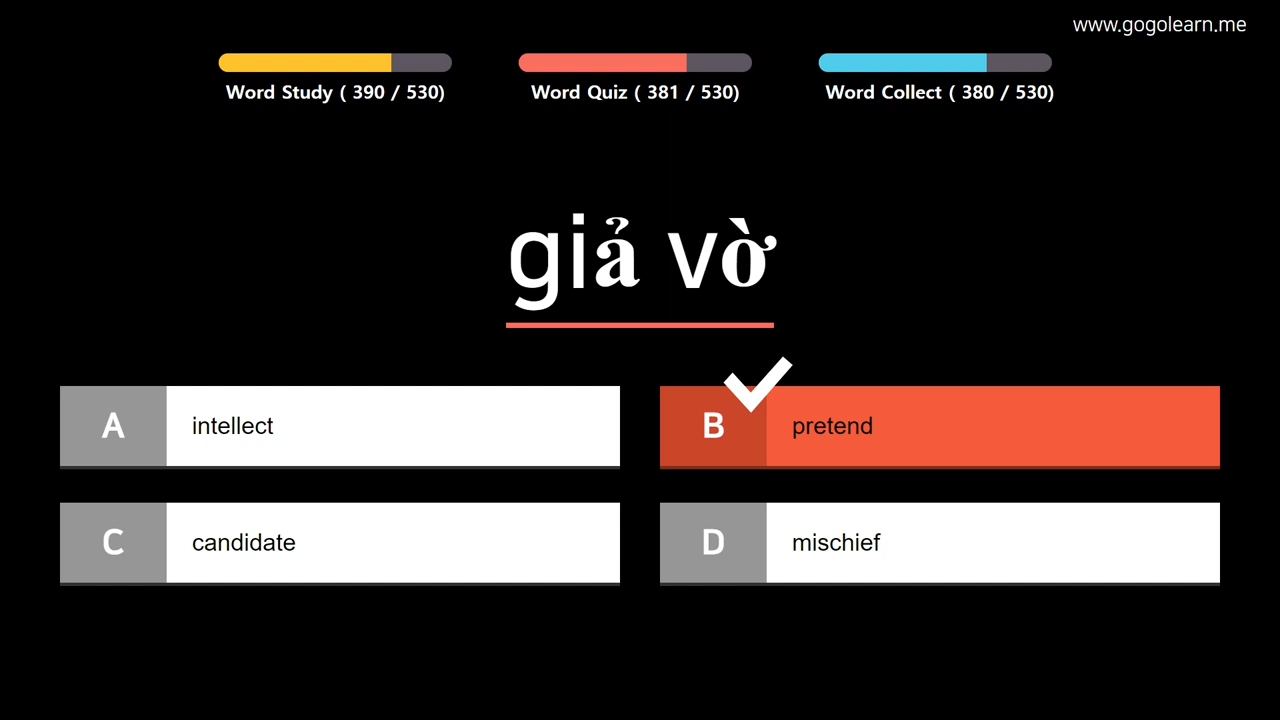 www.gogolearn.me
Word Study ( 390 / 530)
Word Quiz ( 381 / 530)
Word Collect ( 380 / 530)
giả vờ
A intellect
B pretend
C candidate
D mischief